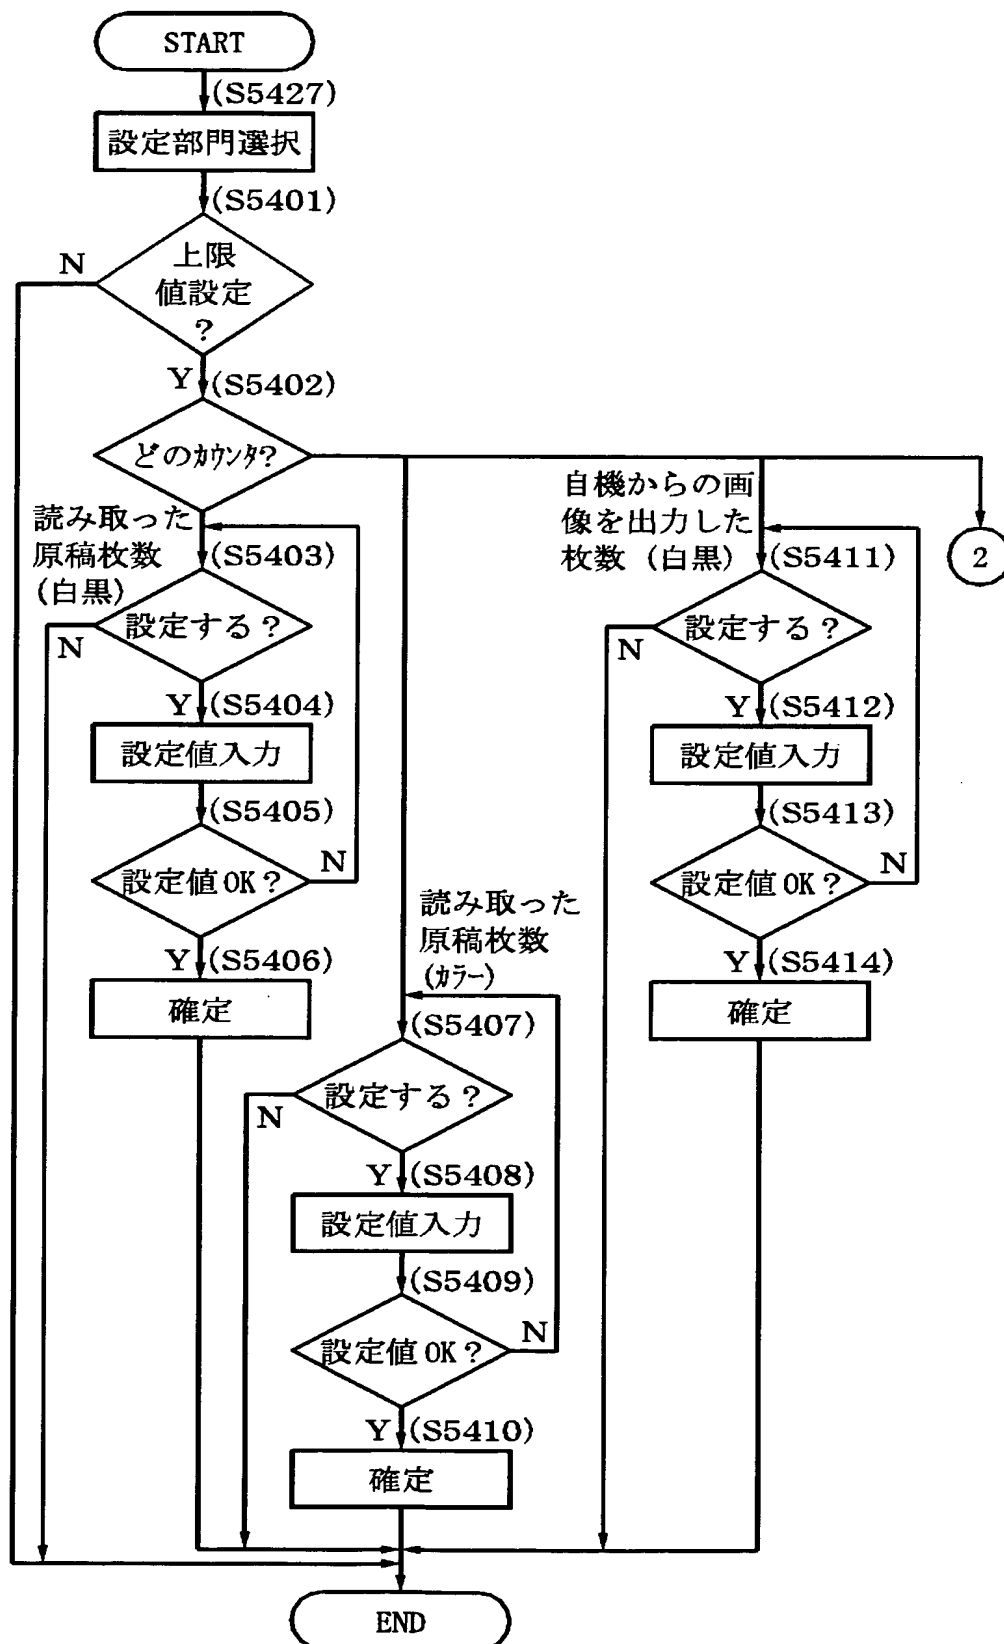 START
(S5427)
設定部門選択
(S5401)
上限
値設定
?
N
Y
(S5402)
どのカウンタ?
読み取った
原稿枚数
(白黒)
(S5403)
設定する?
N
Y
(S5404)
設定値入力
(S5405)
設定値OK?
N
Y
(S5406)
確定
読み取った
原稿枚数
(カラー)
(S5407)
設定する?
N
Y
(S5408)
設定値入力
(S5409)
設定値OK?
N
Y
(S5410)
確定
自機からの画
像を出力した
枚数 (白黒)
(S5411)
設定する?
N
Y
(S5412)
設定値入力
(S5413)
設定値OK?
N
Y
(S5414)
確定
2
END